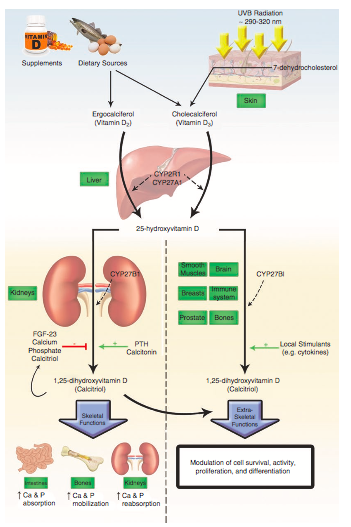 UVB Radiation
~ 290-320 nm
VITAMIN
D
Supplements
Dietary Sources
7-dehydrocholesterol
Skin
Ergocalciferol
(Vitamin D2)
Cholecalciferol
(Vitamin D3)
Liver
CYP2R1
CYP27A1
25-hydroxyvitamin D
Kidneys
CYP27B1
Smooth
Muscles
Brain
Breasts
Immune
system
Prostate
Bones
CYP27BI
FGF-23
Calcium
Phosphate
Calcitriol
-
+
PTH
Calcitonin
+
Local Stimulants
(e.g. cytokines)
1,25-dihydroxyvitamin D
(Calcitriol)
1,25-dihydroxyvitamin D
(Calcitriol)
Skeletal
Functions
Extra-
Skeletal
Functions
Intestines
Bones
Kidneys
↑ Ca & P
absorption
↑ Ca & P
mobilization
↑ Ca & P
reabsorption
Modulation of cell survival, activity,
proliferation, and differentiation